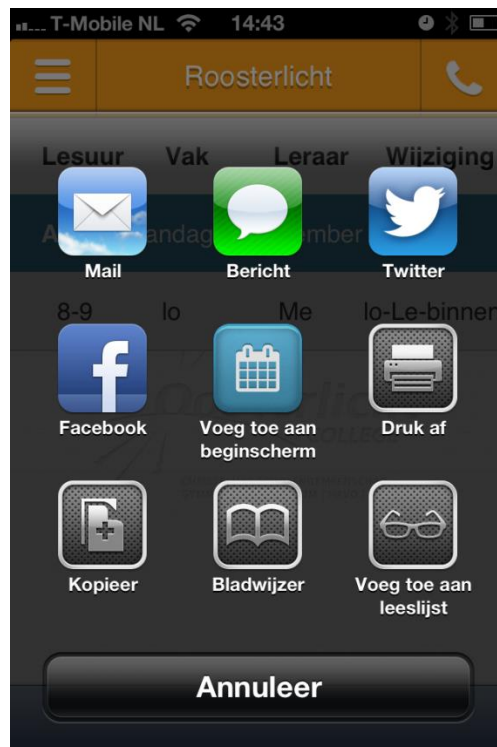 T-Mobile NL 14:43
Roosterlicht
Lesuur Vak Leraar Wijziging
Mail Bericht Twitter
8-9 lo Me lo-Le-binnen
Facebook Voeg toe aan beginscherm Druk af
COLLEGE
Kopieer Bladwijzer Voeg toe aan leeslijst
Annuleer